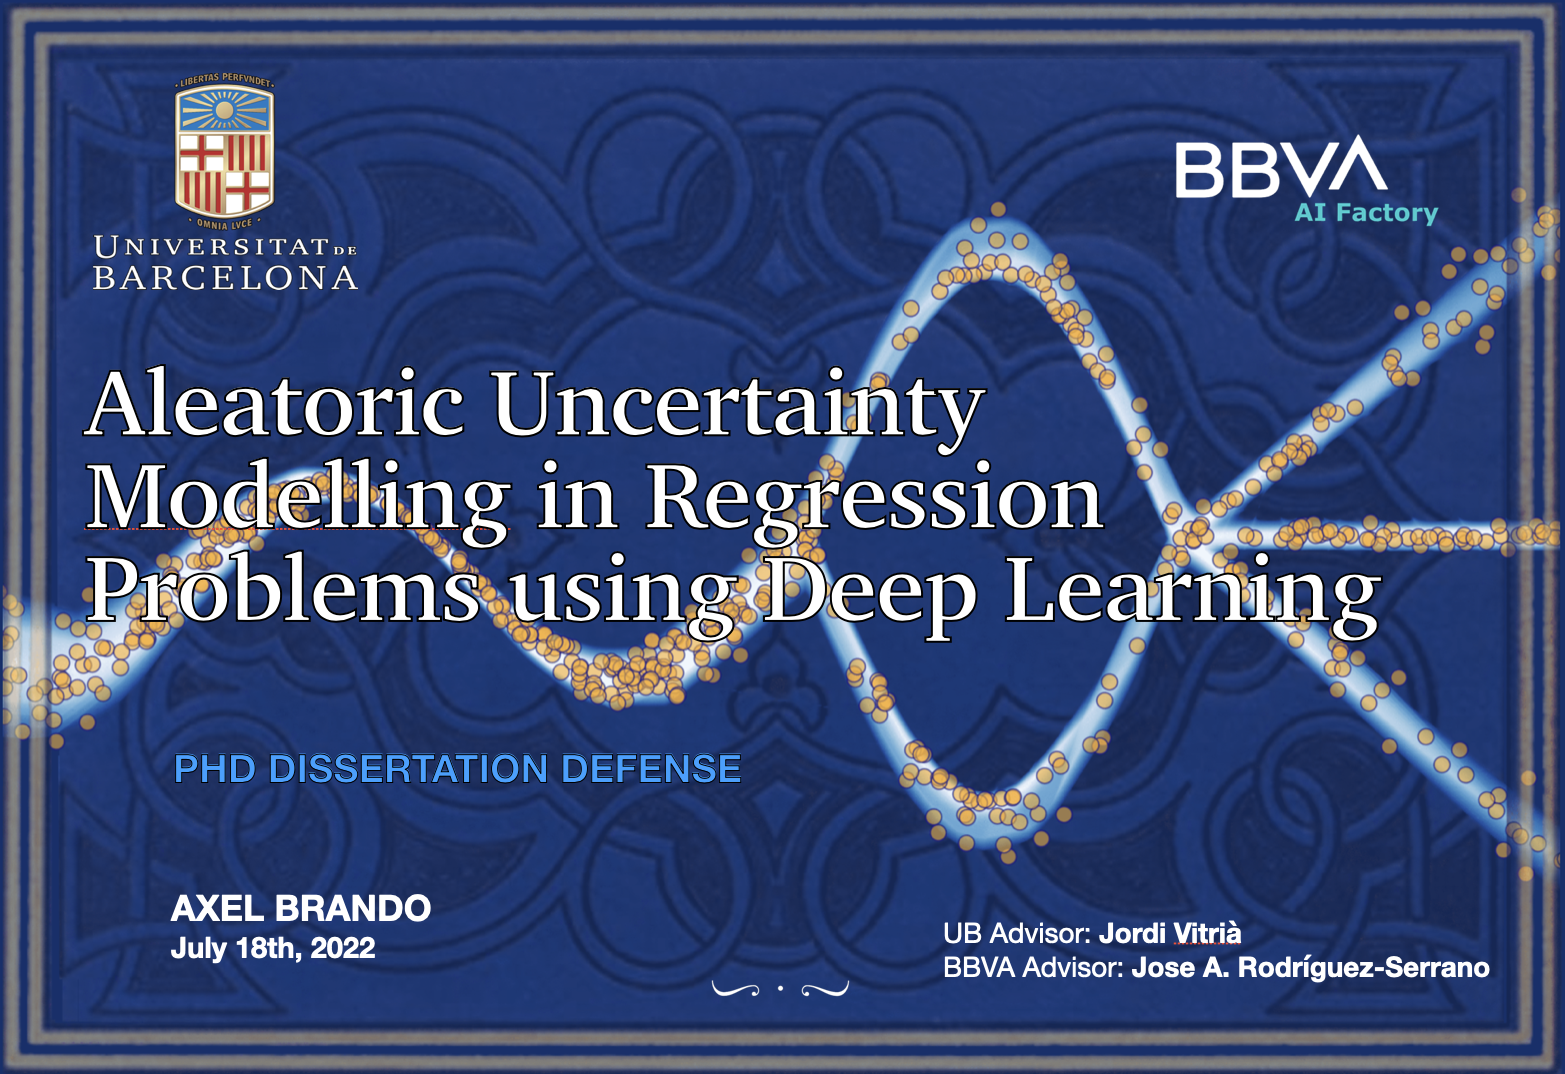 · LIBERTAS PERFVNDET ·
· OMNIA LVCE ·
UNIVERSITAT DE
BARCELONA
BBVA
AI Factory
Aleatoric Uncertainty
Modelling in Regression
Problems using Deep Learning
PHD DISSERTATION DEFENSE
AXEL BRANDO
July 18th, 2022
UB Advisor: Jordi Vitrià
BBVA Advisor: Jose A. Rodríguez-Serrano